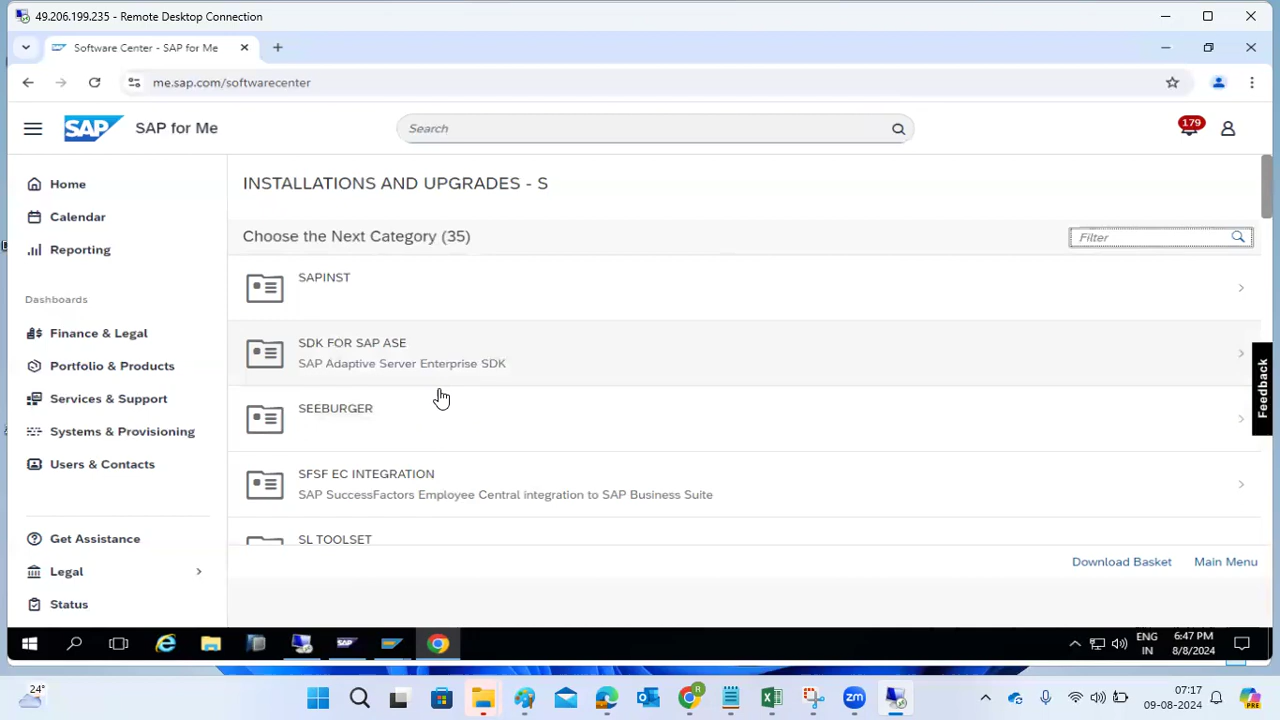 49.206.199.235 - Remote Desktop Connection
Software Center - SAP for Me
me.sap.com/softwarecenter
SAP
SAP for Me
Search
179
Home
Calendar
Reporting
Dashboards
Finance & Legal
Portfolio & Products
Services & Support
Systems & Provisioning
Users & Contacts
Get Assistance
Legal
Status
INSTALLATIONS AND UPGRADES - S
Choose the Next Category (35)
Filter
SAPINST
SDK FOR SAP ASE
SAP Adaptive Server Enterprise SDK
SEEBURGER
SFSF EC INTEGRATION
SAP SuccessFactors Employee Central integration to SAP Business Suite
SL TOOLSET
Download Basket
Main Menu
Feedback
ENG
IN
6:47 PM
8/8/2024
24°
07:17
09-08-2024
PRE